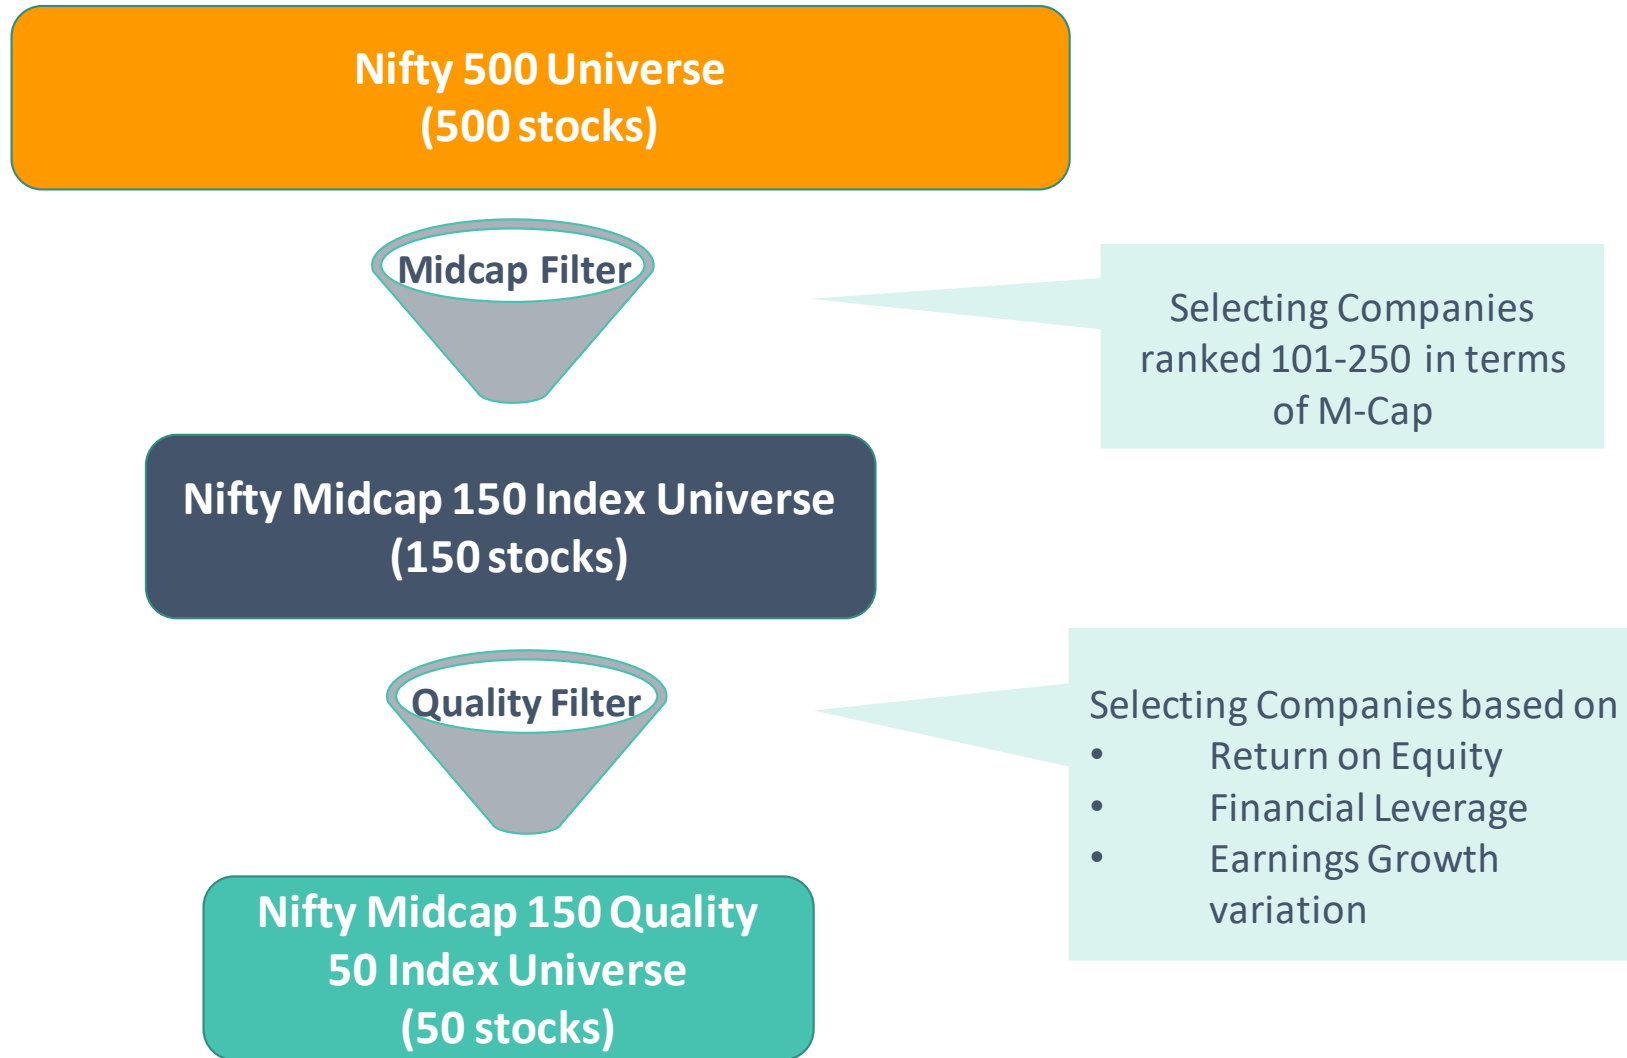 Nifty 500 Universe
(500 stocks)
Midcap Filter
Selecting Companies
ranked 101-250 in terms
of M-Cap
Nifty Midcap 150 Index Universe
(150 stocks)
Quality Filter
Selecting Companies based on
• Return on Equity
• Financial Leverage
• Earnings Growth
variation
Nifty Midcap 150 Quality
50 Index Universe
(50 stocks)